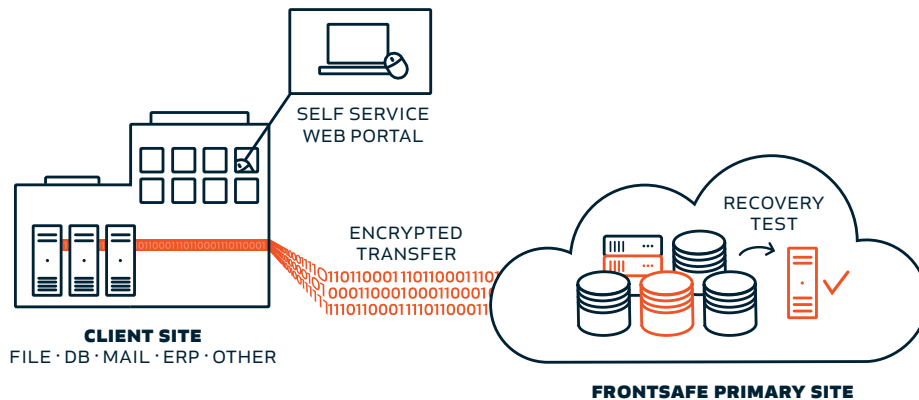 SELF SERVICE
WEB PORTAL
RECOVERY
TEST
ENCRYPTED
TRANSFER
CLIENT SITE
FILE · DB · MAIL · ERP · OTHER
FRONTSAFE PRIMARY SITE